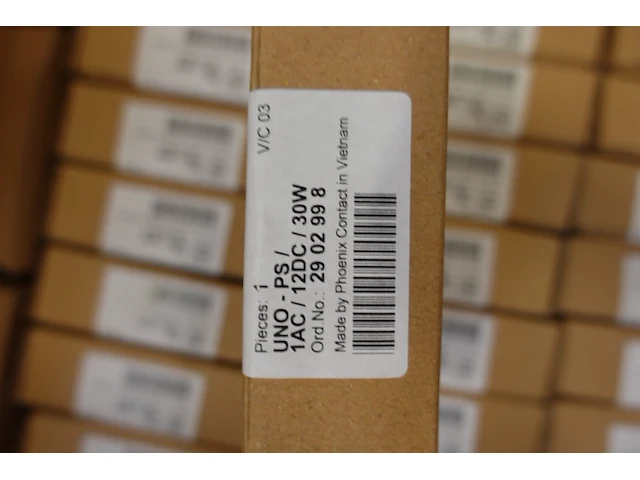 Pieces: 1 V/C 03
UNO - PS /
1AC / 12DC / 30W
Ord.No.: 29 02 99 8
Made by Phoenix Contact in Vietnam